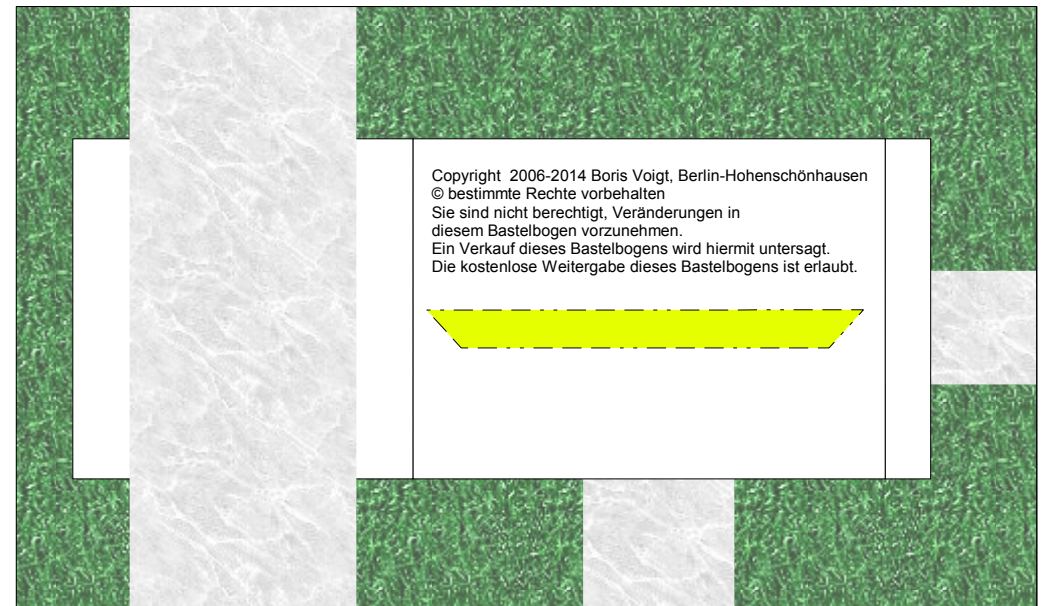 Copyright  2006-2014 Boris Voigt, Berlin-Hohenschönhausen
© bestimmte Rechte vorbehalten
Sie sind nicht berechtigt, Veränderungen in
diesem Bastelbogen vorzunehmen.
Ein Verkauf dieses Bastelbogens wird hiermit untersagt.
Die kostenlose Weitergabe dieses Bastelbogens ist erlaubt.